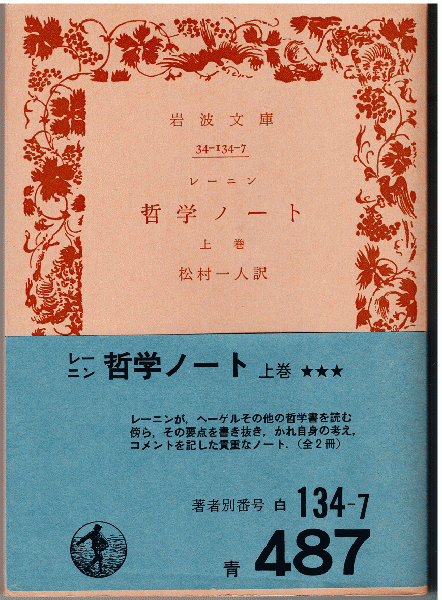 岩波文庫
34-134-7
レーニン
哲学ノート
上巻
松村一人訳
レーニン 哲学ノート 上巻 ★★★
レーニンが，ヘーゲルその他の哲学書を読む
傍ら，その要点を書き抜き，かれ自身の考え，
コメントを記した貴重なノート．（全2冊）
著者別番号 白 134-7
青 487